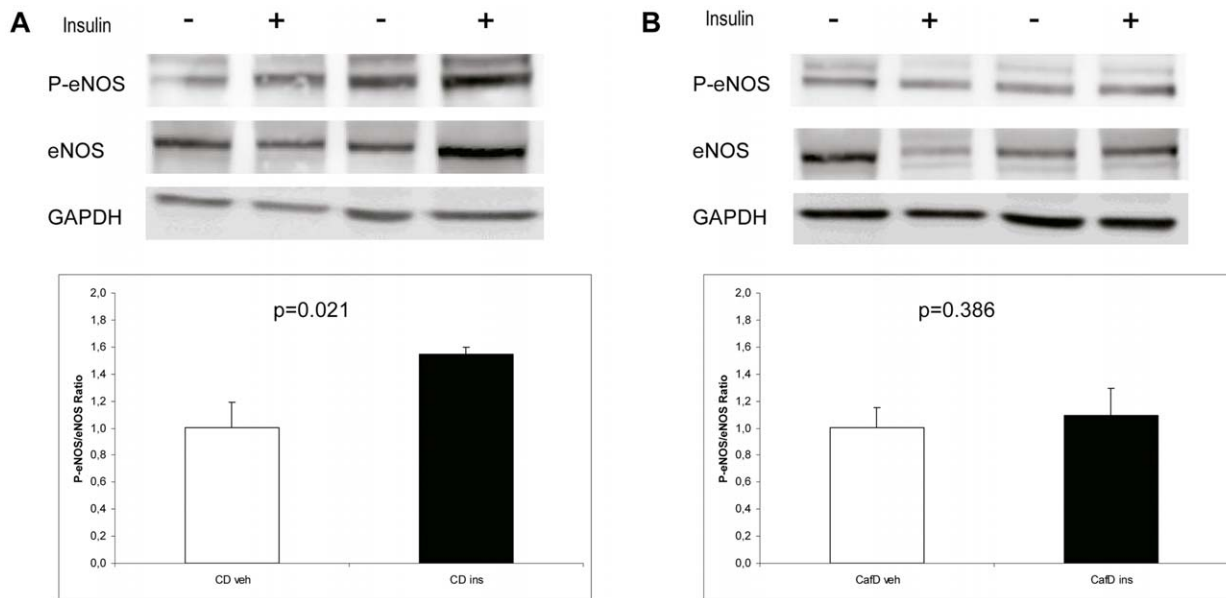 A Insulin - + - +
P-eNOS
eNOS
GAPDH
p=0.021
P-eNOS/eNOS Ratio
2,0
1,8
1,6
1,4
1,2
1,0
0,8
0,6
0,4
0,2
0,0
CD veh CD ins
B Insulin - + - +
P-eNOS
eNOS
GAPDH
p=0.386
P-eNOS/eNOS Ratio
2,0
1,8
1,6
1,4
1,2
1,0
0,8
0,6
0,4
0,2
0,0
CafD veh CafD ins